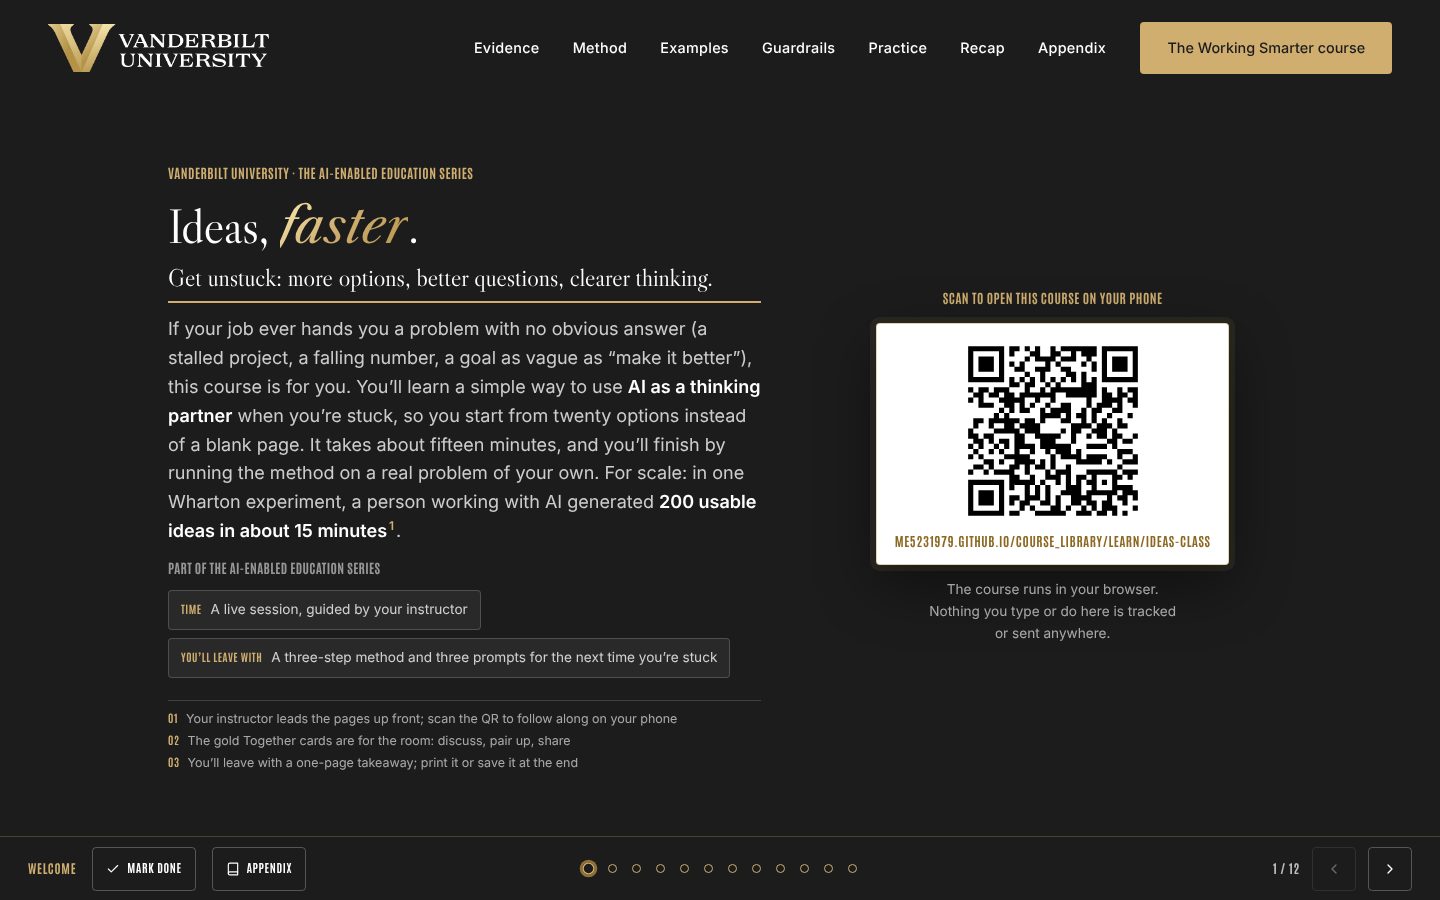 VANDERBILT
UNIVERSITY
Evidence
Method
Examples
Guardrails
Practice
Recap
Appendix
The Working Smarter course
VANDERBILT UNIVERSITY · THE AI-ENABLED EDUCATION SERIES
Ideas, faster.
Get unstuck: more options, better questions, clearer thinking.
If your job ever hands you a problem with no obvious answer (a
stalled project, a falling number, a goal as vague as “make it better”),
this course is for you. You’ll learn a simple way to use AI as a thinking
partner when you’re stuck, so you start from twenty options instead
of a blank page. It takes about fifteen minutes, and you’ll finish by
running the method on a real problem of your own. For scale: in one
Wharton experiment, a person working with AI generated 200 usable
ideas in about 15 minutes¹.
PART OF THE AI-ENABLED EDUCATION SERIES
TIME A live session, guided by your instructor
YOU’LL LEAVE WITH A three-step method and three prompts for the next time you’re stuck
01 Your instructor leads the pages up front; scan the QR to follow along on your phone
02 The gold Together cards are for the room: discuss, pair up, share
03 You’ll leave with a one-page takeaway; print it or save it at the end
SCAN TO OPEN THIS COURSE ON YOUR PHONE
ME5231979.GITHUB.IO/COURSE_LIBRARY/LEARN/IDEAS-CLASS
The course runs in your browser.
Nothing you type or do here is tracked
or sent anywhere.
WELCOME
MARK DONE
APPENDIX
1 / 12